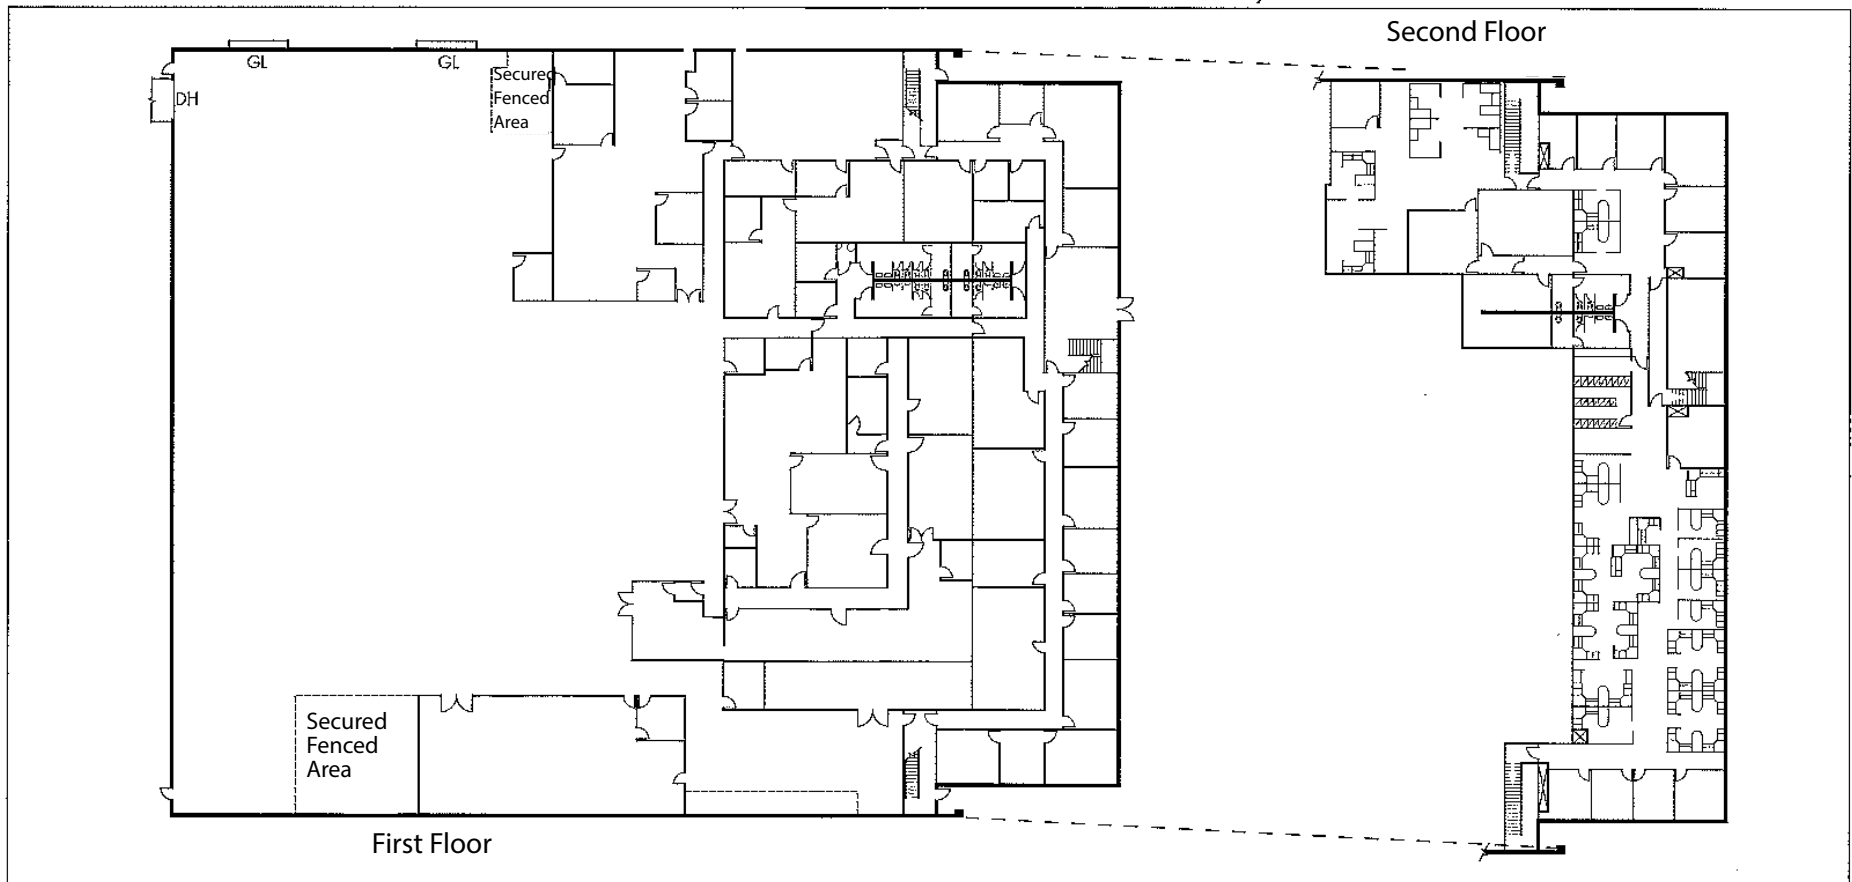 Second Floor
GL
GL
DH
Secured
Fenced
Area
Secured
Fenced
Area
First Floor